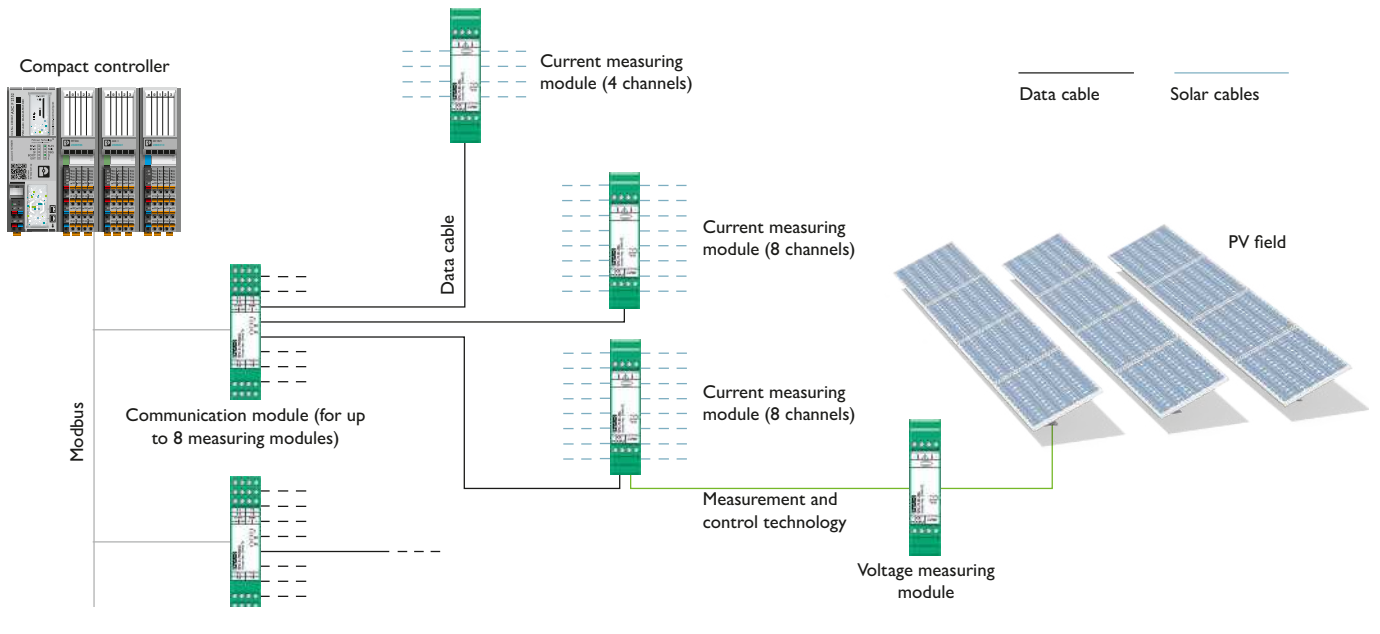 Compact controller
Current measuring
module (4 channels)
Data cable
Solar cables
Data cable
Current measuring
module (8 channels)
PV field
Modbus
Communication module (for up
to 8 measuring modules)
Current measuring
module (8 channels)
Measurement and
control technology
Voltage measuring
module